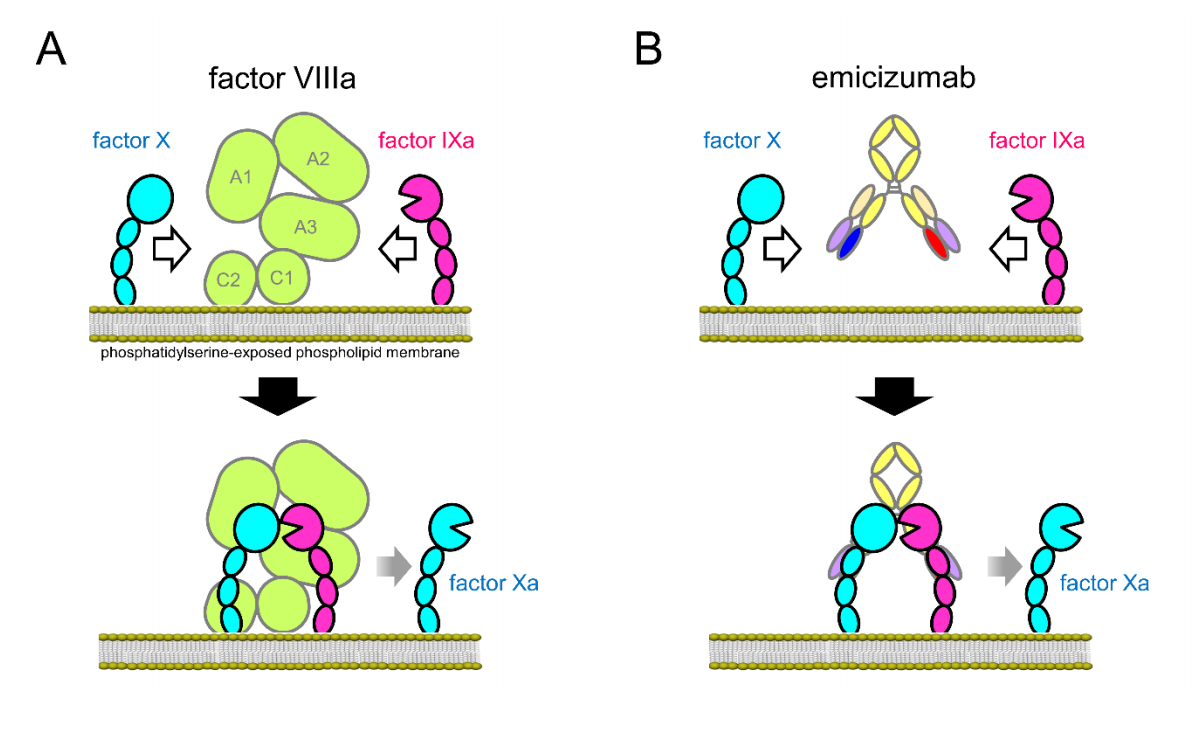 A
factor VIIIa
factor X
factor IXa
A1
A2
A3
C2
C1
phosphatidylserine-exposed phospholipid membrane
factor Xa
B
emicizumab
factor X
factor IXa
factor Xa